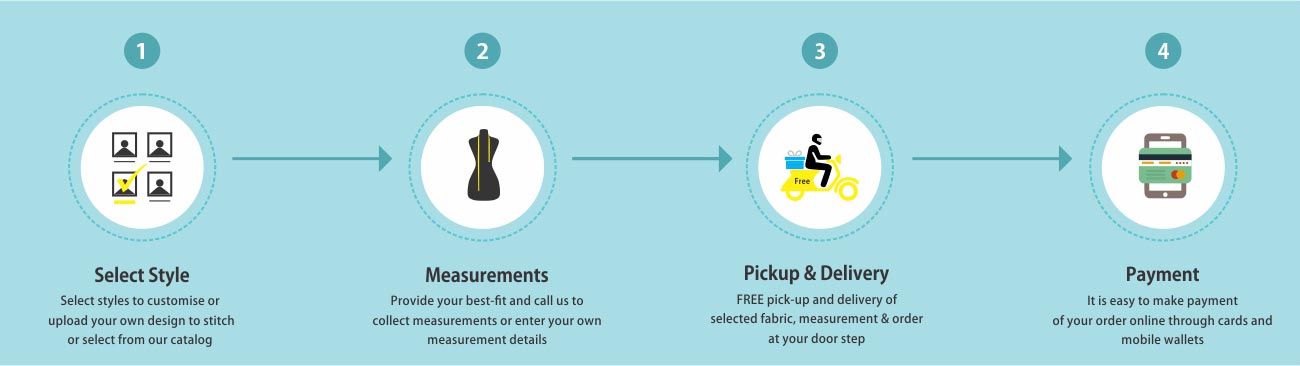 1
2
3
4
Free
Select Style
Select styles to customise or
upload your own design to stitch
or select from our catalog
Measurements
Provide your best-fit and call us to
collect measurements or enter your own
measurement details
Pickup & Delivery
FREE pick-up and delivery of
selected fabric, measurement & order
at your door step
Payment
It is easy to make payment
of your order online through cards and
mobile wallets